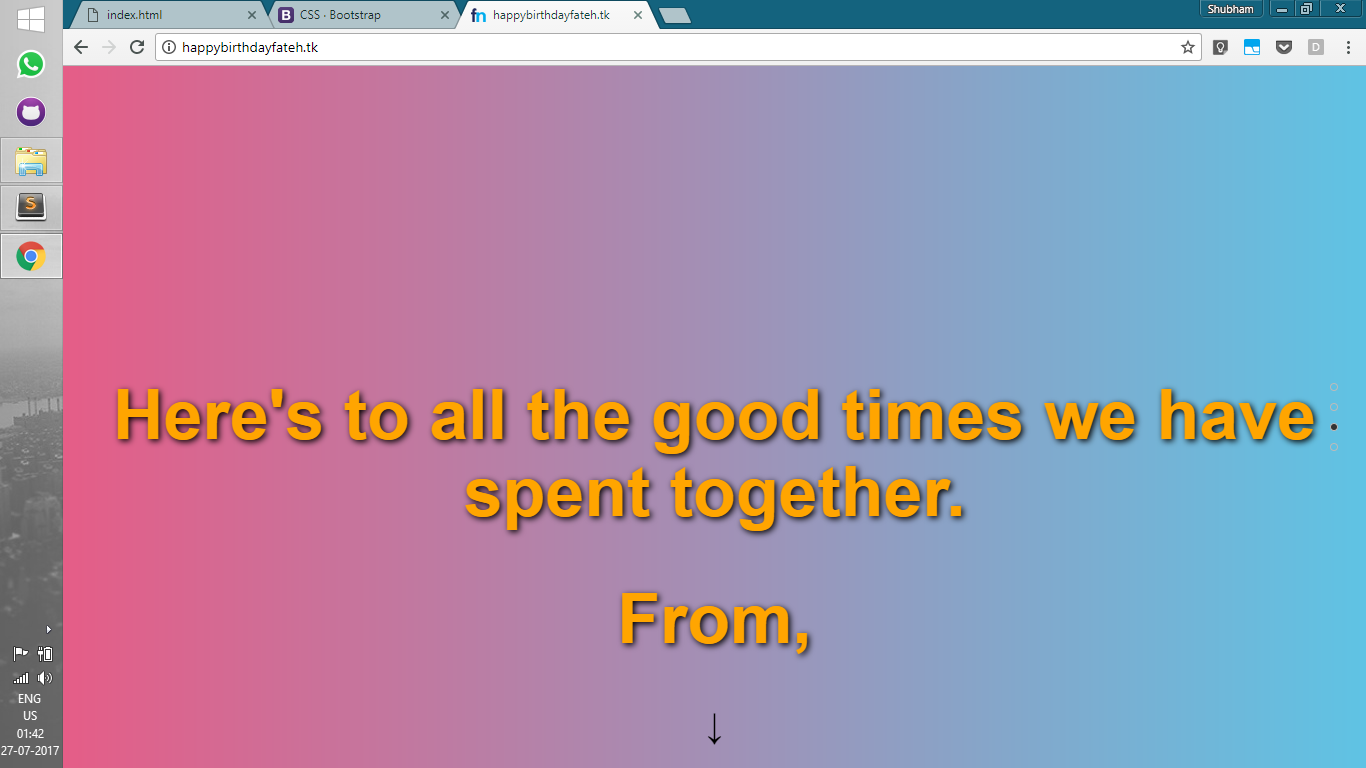 index.html
CSS · Bootstrap
happybirthdayfateh.tk
Shubham
happybirthdayfateh.tk
Here's to all the good times we have
spent together.
From,
ENG
US
01:42
27-07-2017